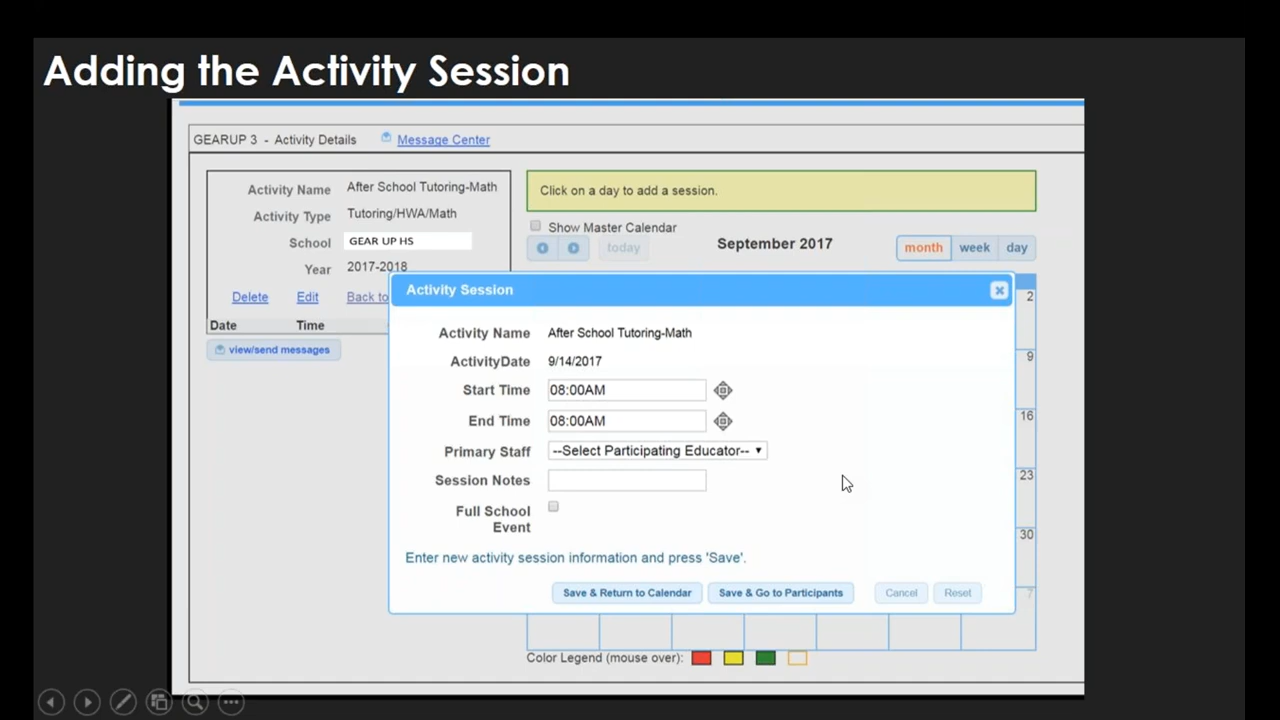 Adding the Activity Session
GEARUP 3 - Activity Details Message Center
Activity Name After School Tutoring-Math
Activity Type Tutoring/HWA/Math
School GEAR UP HS
Year 2017-2018
Delete Edit Back to
Date Time
view/send messages
Click on a day to add a session.
Show Master Calendar
today September 2017 month week day
2
9
16
23
30
7
Activity Session
Activity Name After School Tutoring-Math
ActivityDate 9/14/2017
Start Time 08:00AM
End Time 08:00AM
Primary Staff --Select Participating Educator--
Session Notes
Full School
Event
Enter new activity session information and press 'Save'.
Save & Return to Calendar Save & Go to Participants Cancel Reset
Color Legend (mouse over):